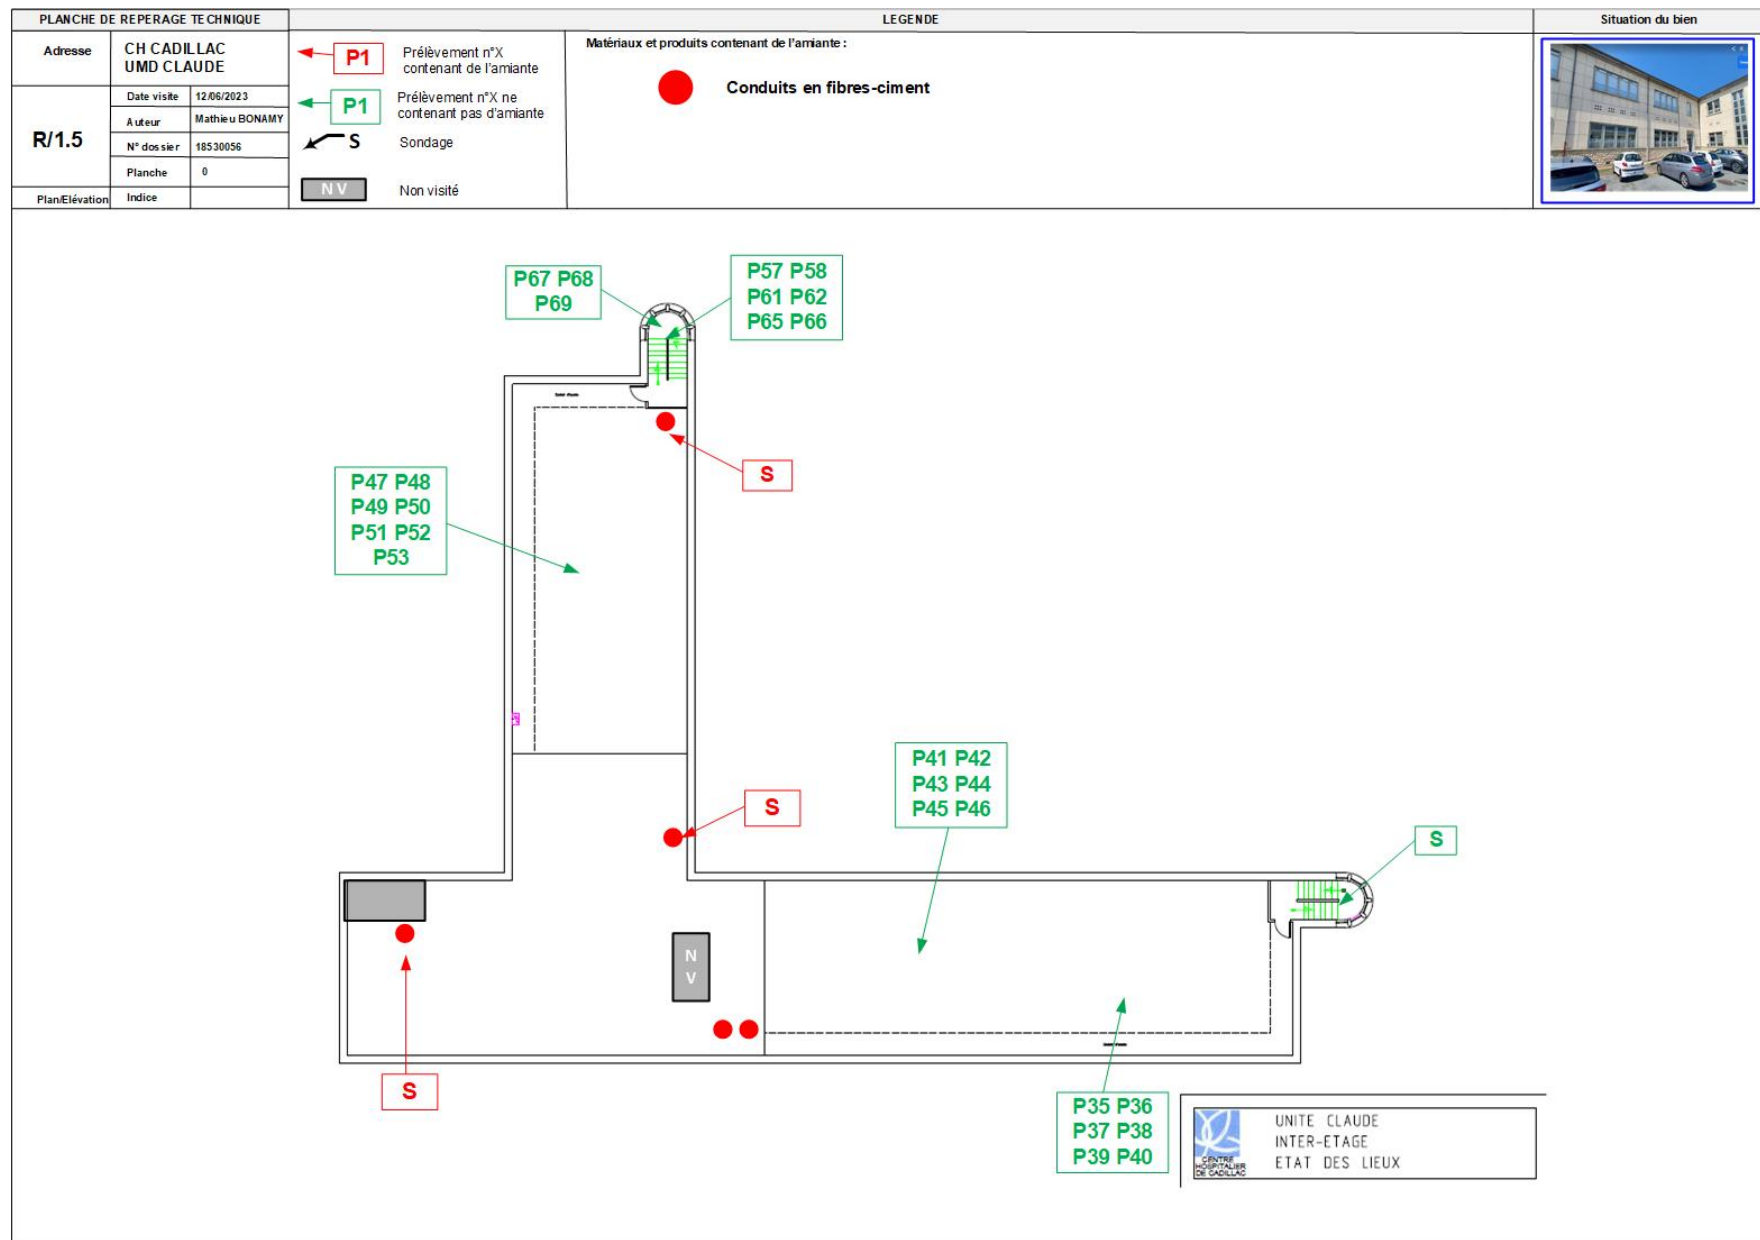 PLANCHE DE REPERAGE TECHNIQUE
LEGENDE
Situation du bien
Adresse
CH CADILLAC
UMD CLAUDE
R/1.5
Date visite 12/06/2023
Auteur Mathieu BONAMY
N° dossier 18530056
Planche 0
Plan/Elévation
Indice
P1
Prélèvement n°X
contenant de l'amiante
P1
Prélèvement n°X ne
contenant pas d'amiante
S
Sondage
NV
Non visité
Matériaux et produits contenant de l'amiante :
Conduits en fibres-ciment
P67 P68
P69
P57 P58
P61 P62
P65 P66
S
P47 P48
P49 P50
P51 P52
P53
P41 P42
P43 P44
P45 P46
S
S
N
V
S
P35 P36
P37 P38
P39 P40
CENTRE
HOSPITALIER
DE CADILLAC
UNITE CLAUDE
INTER-ETAGE
ETAT DES LIEUX